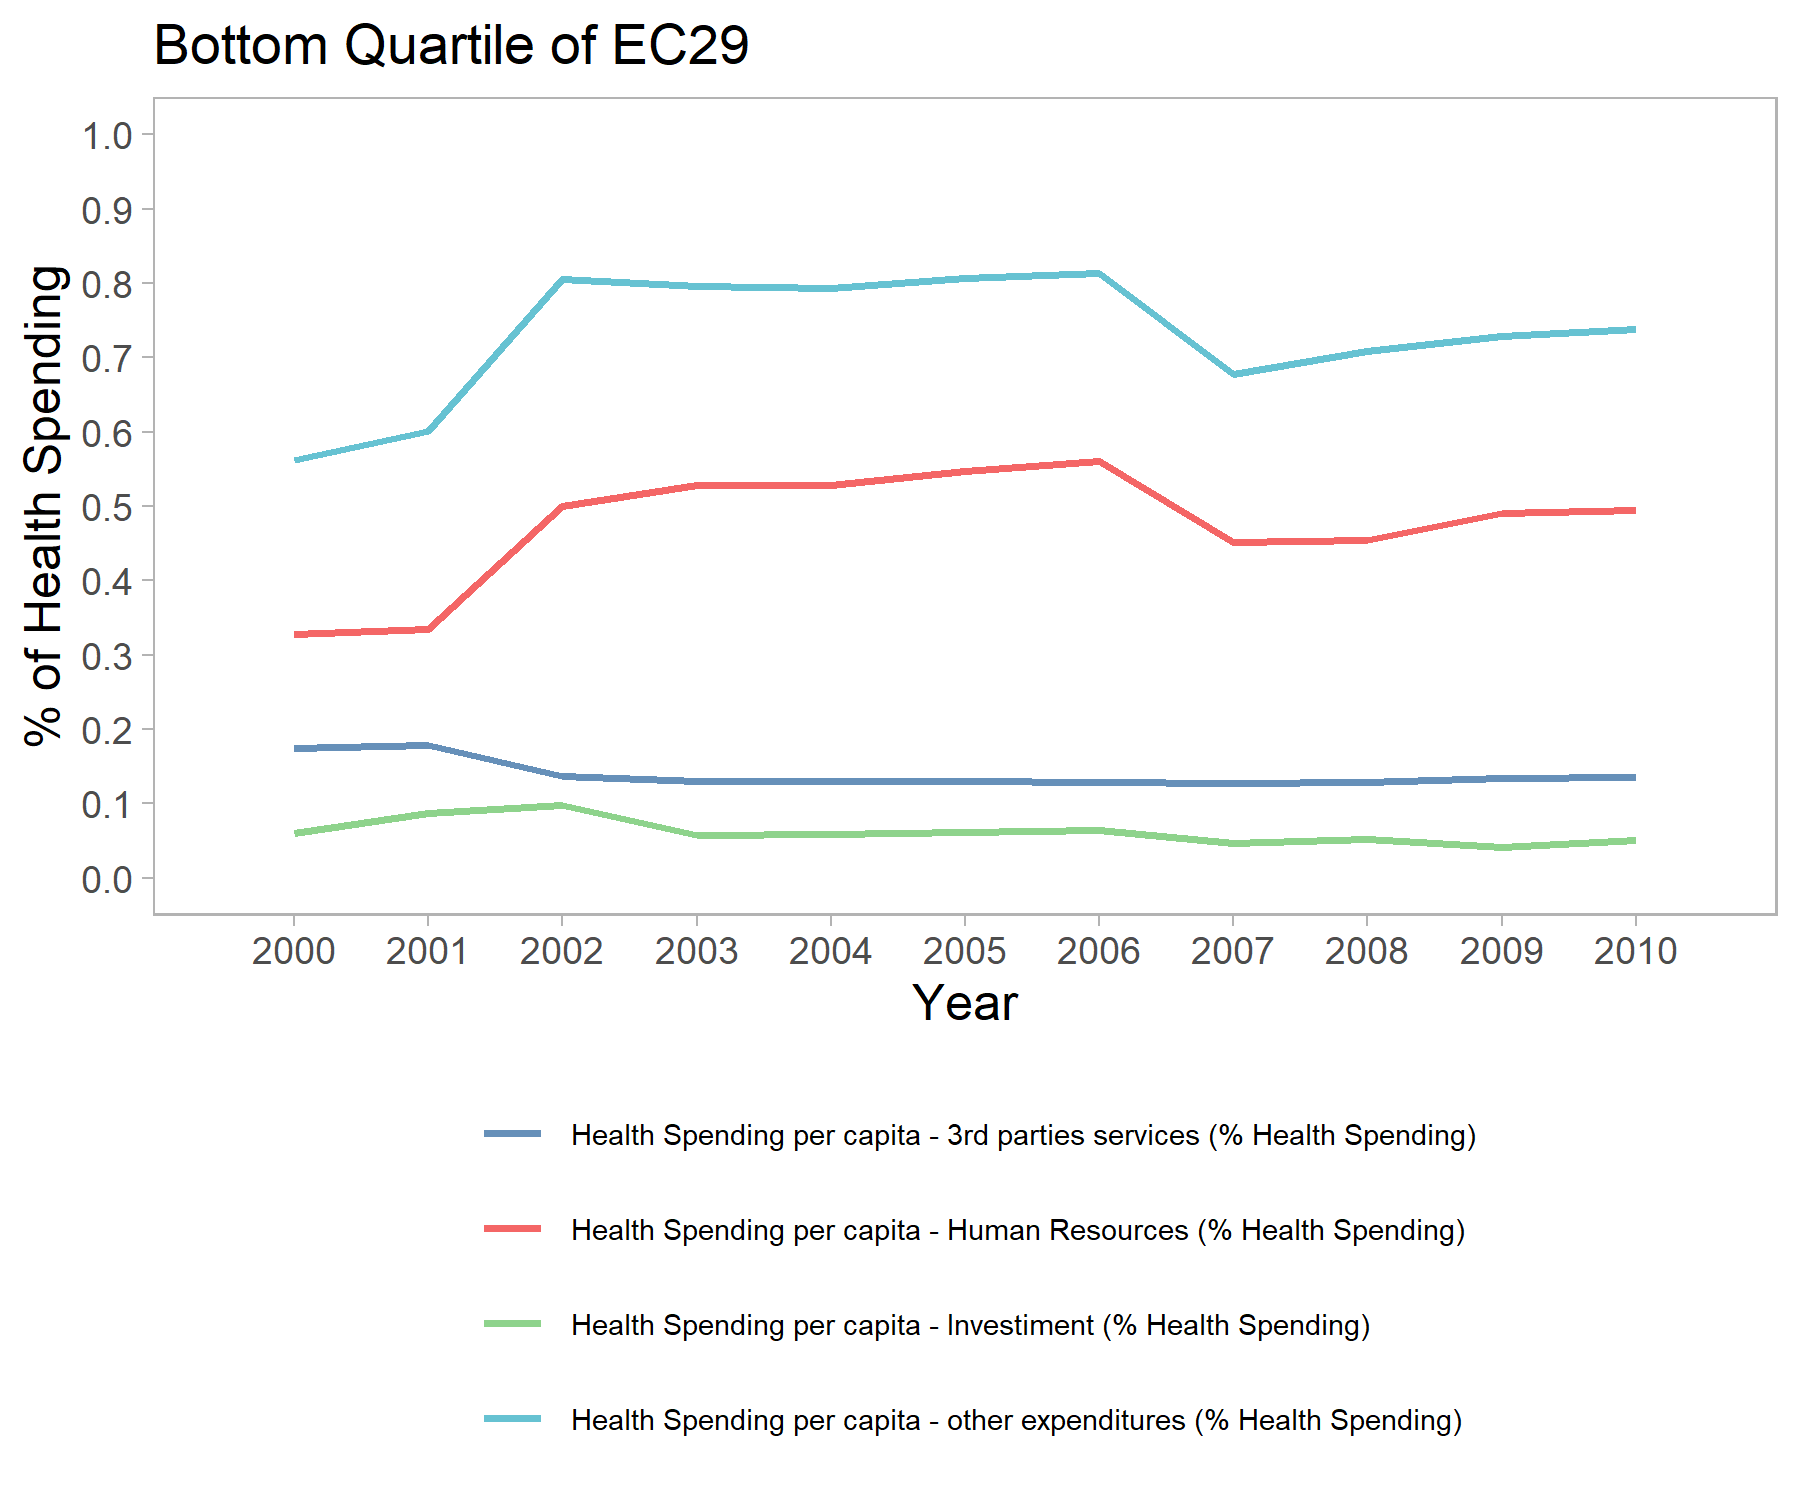 Bottom Quartile of EC29
% of Health Spending
1.0
0.9
0.8
0.7
0.6
0.5
0.4
0.3
0.2
0.1
0.0
2000 2001 2002 2003 2004 2005 2006 2007 2008 2009 2010
Year
Health Spending per capita - 3rd parties services (% Health Spending)
Health Spending per capita - Human Resources (% Health Spending)
Health Spending per capita - Investiment (% Health Spending)
Health Spending per capita - other expenditures (% Health Spending)